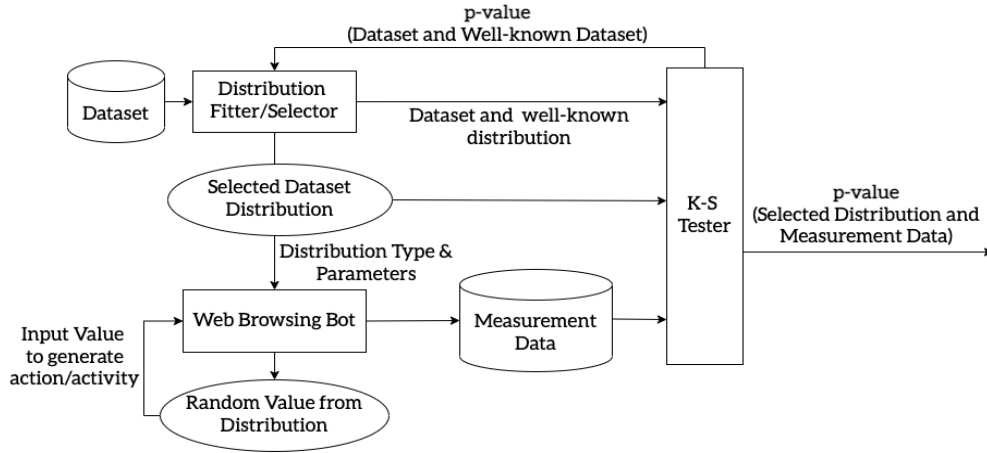 p-value
(Dataset and Well-known Dataset)
Dataset
Distribution
Fitter/Selector
Dataset and well-known
distribution
Selected Dataset
Distribution
K-S
Tester
p-value
(Selected Distribution and
Measurement Data)
Distribution Type &
Parameters
Web Browsing Bot
Measurement
Data
Input Value
to generate
action/activity
Random Value from
Distribution